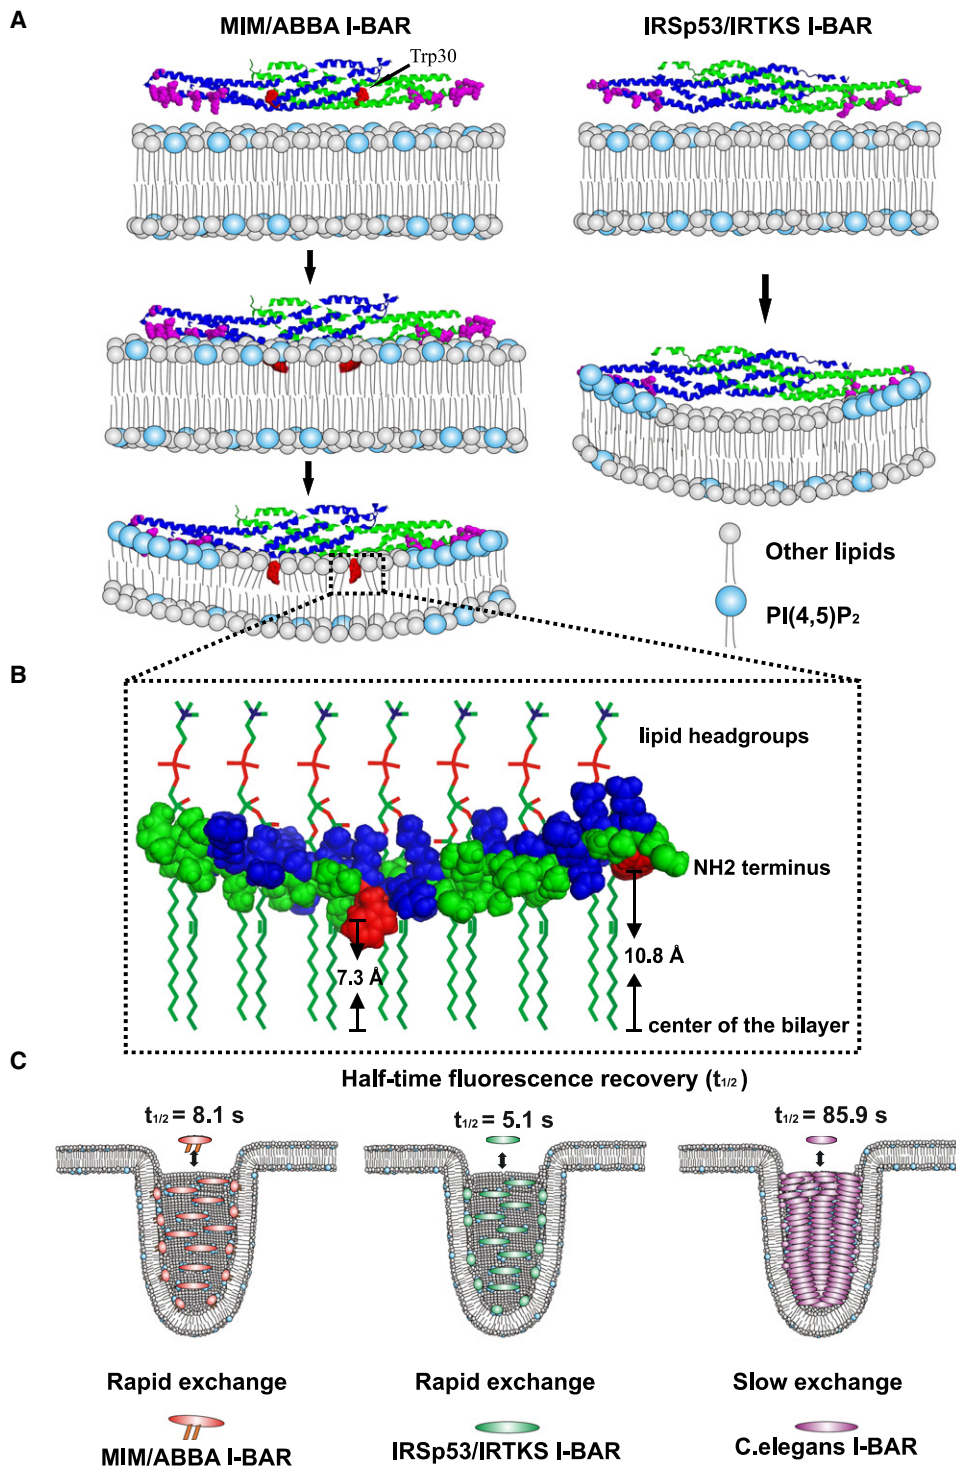 A
MIM/ABBA I-BAR
IRSp53/IRTKS I-BAR
Trp30
Other lipids
PI(4,5)P2
B
lipid headgroups
NH2 terminus
10.8 Å
7.3 Å
center of the bilayer
C
Half-time fluorescence recovery (t1/2)
t1/2 = 8.1 s
t1/2 = 5.1 s
t1/2 = 85.9 s
Rapid exchange
Rapid exchange
Slow exchange
MIM/ABBA I-BAR
IRSp53/IRTKS I-BAR
C.elegans I-BAR